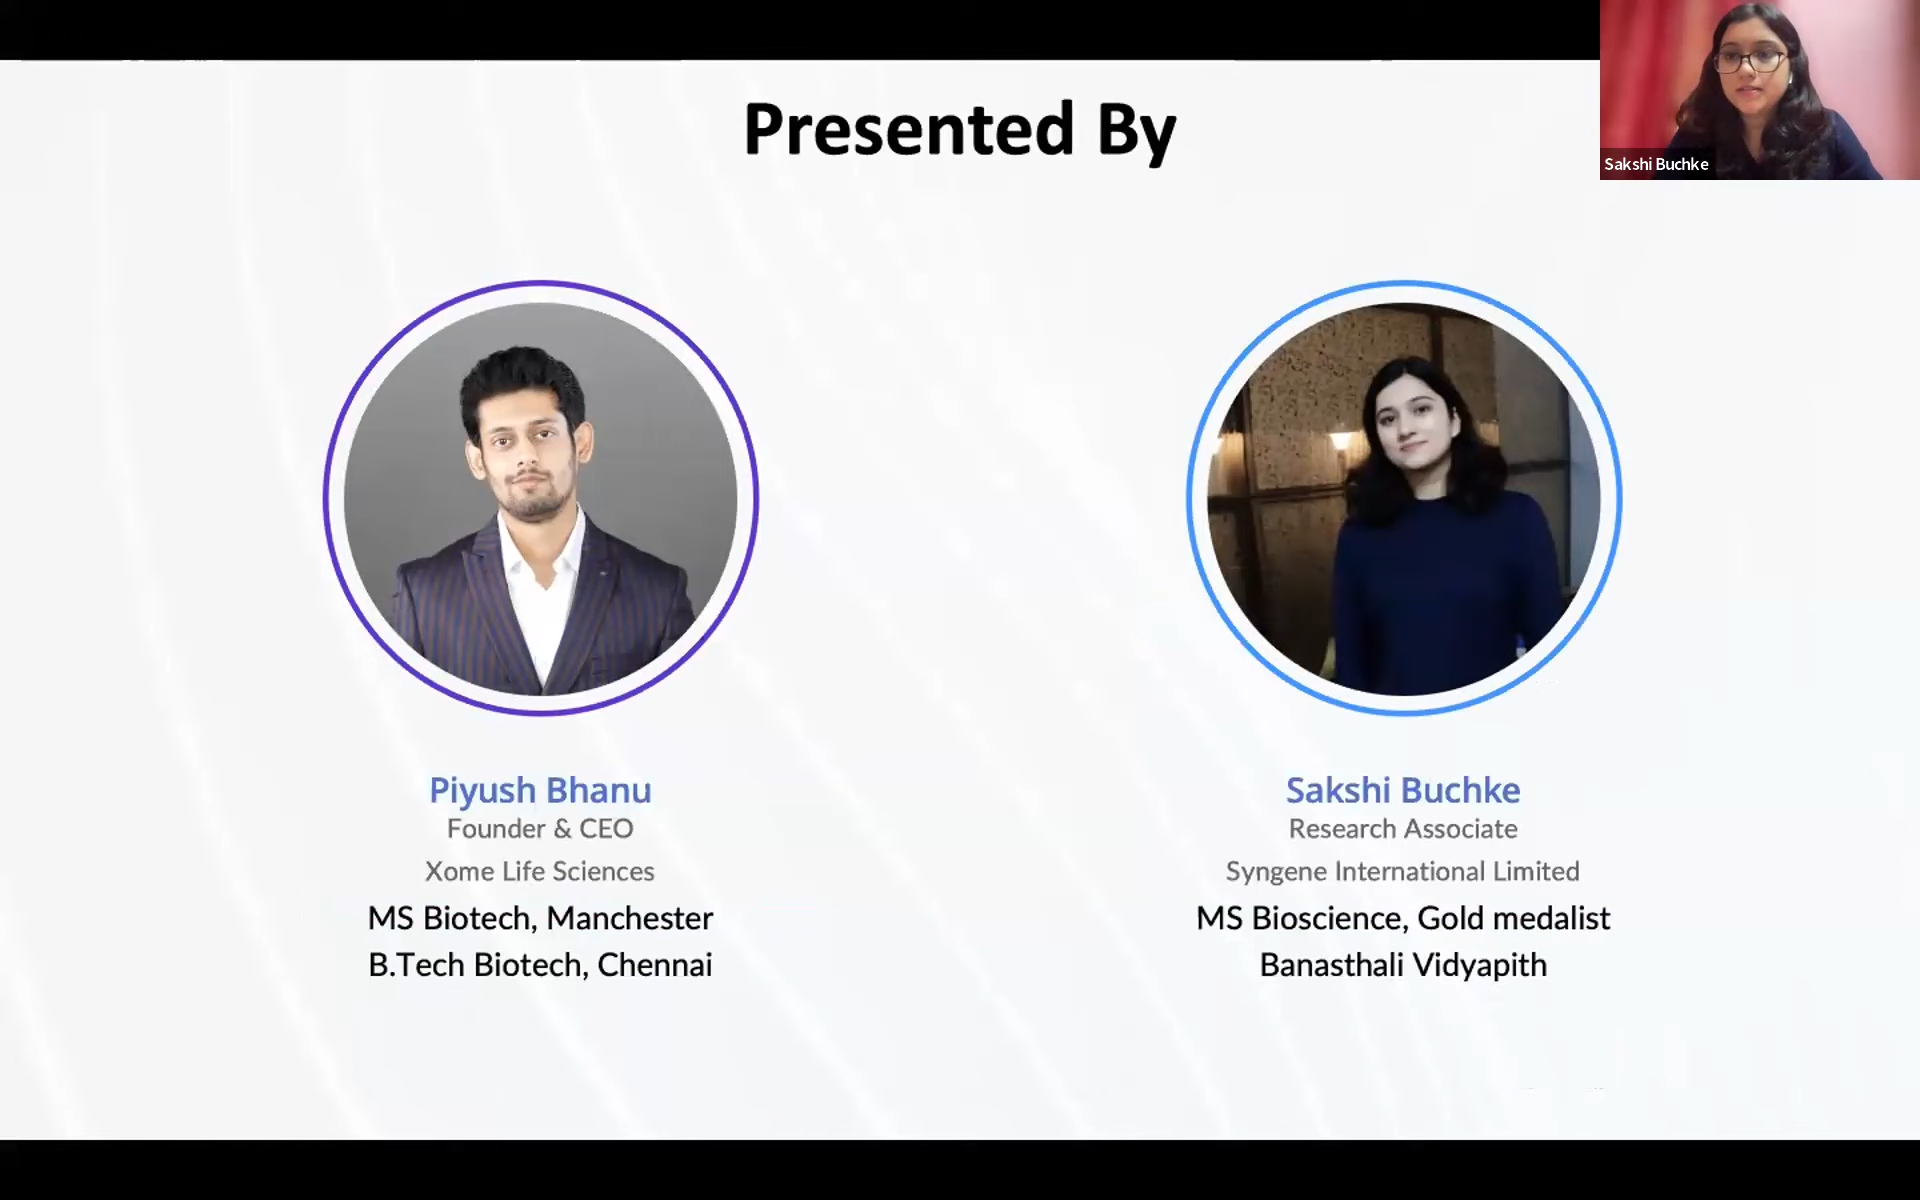 Presented By
Sakshi Buchke
Piyush Bhanu
Founder & CEO
Xome Life Sciences
MS Biotech, Manchester
B.Tech Biotech, Chennai
Sakshi Buchke
Research Associate
Syngene International Limited
MS Bioscience, Gold medalist
Banasthali Vidyapith